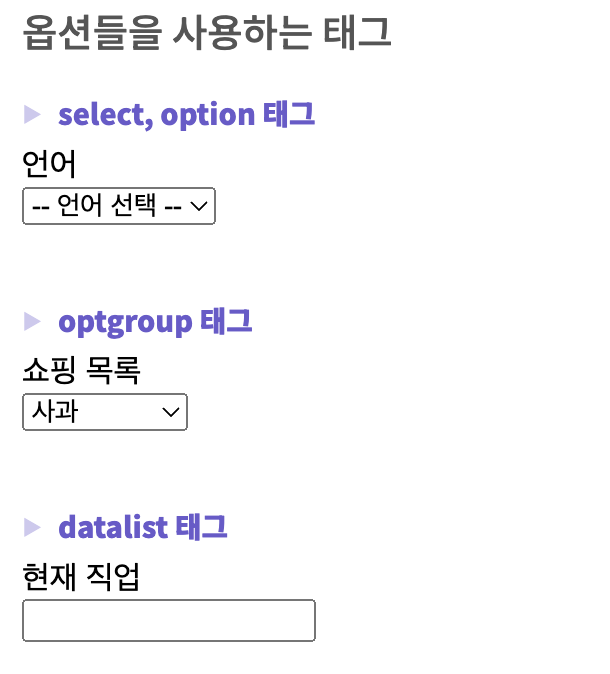 옵션들을 사용하는 태그
▶ select, option 태그
언어
-- 언어 선택 --
▶ optgroup 태그
쇼핑 목록
사과
▶ datalist 태그
현재 직업